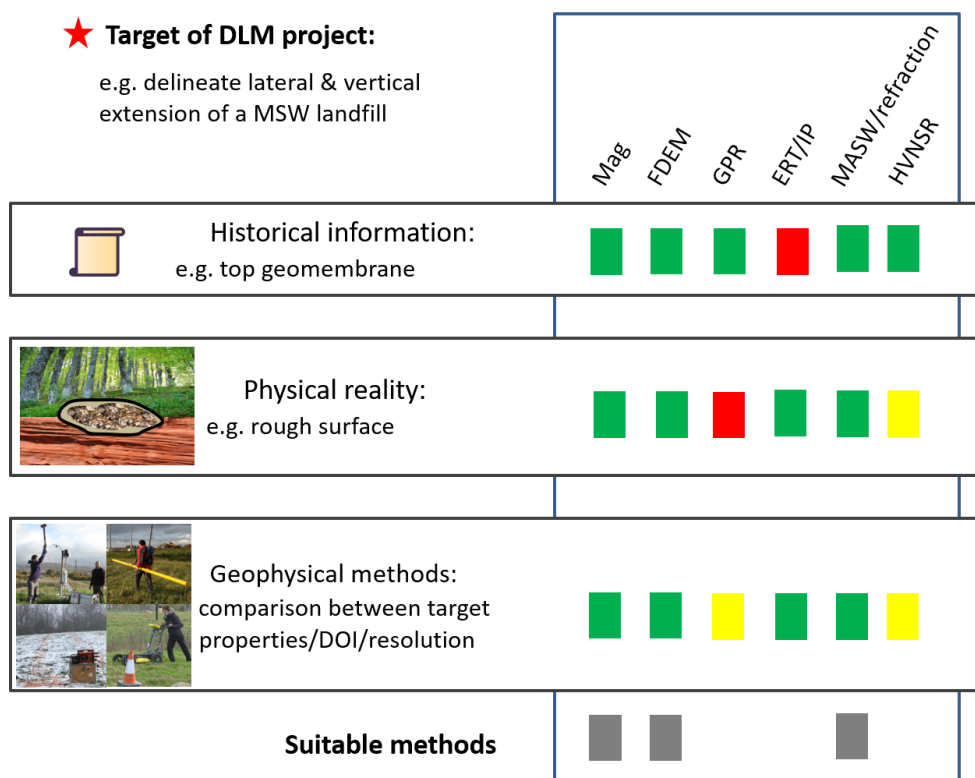 Target of DLM project:
e.g. delineate lateral & vertical
extension of a MSW landfill
Mag
FDEM
GPR
ERT/IP
MASW/refraction
HVNSR
Historical information:
e.g. top geomembrane
Physical reality:
e.g. rough surface
Geophysical methods:
comparison between target
properties/DOI/resolution
Suitable methods